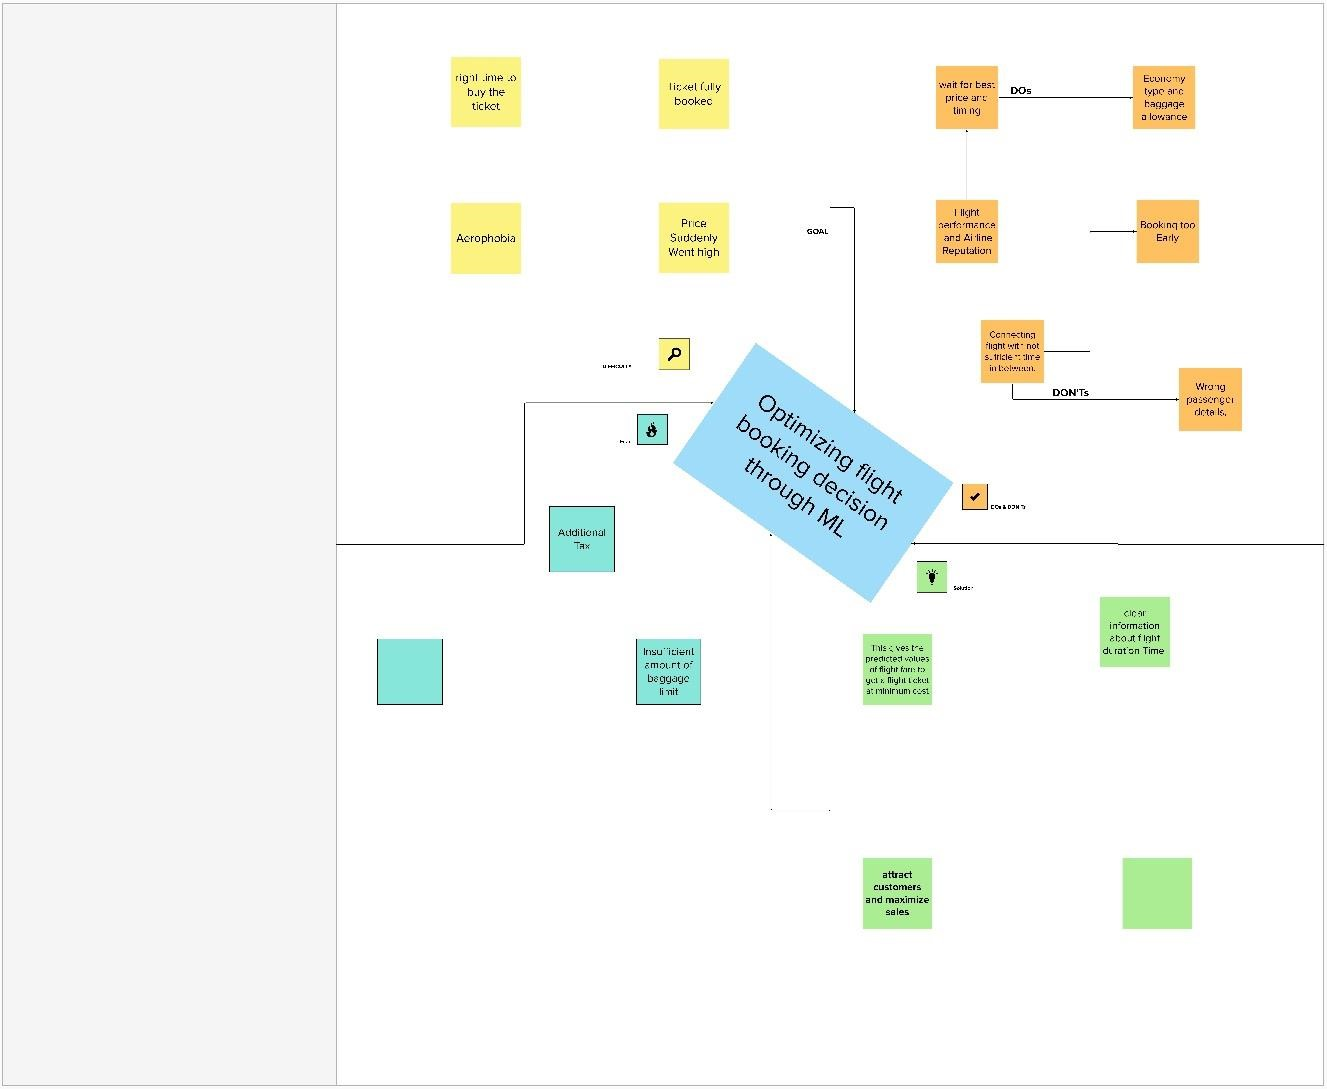 right time to
buy the
ticket
Ticket fully
booked
wait for best
price and
timing
DOs
Economy
type and
baggage
allowance
Aerophobia
Price
Suddenly
Went high
GOAL
Flight
performance
and Airline
Reputation
Booking too
Early
Connecting
flight with not
sufficient time
in between.
DON'Ts
Wrong
passenger
details,
DIFFICULTY
Optimizing flight
booking decision
through ML
DOs & DON'Ts
Additional
Tax
Solution
Insufficient
amount of
baggage
limit
This gives the
predicted values
of flight fare to
get a flight ticket
at minimum cost
clear
information
about flight
duration Time
attract
customers
and maximize
sales